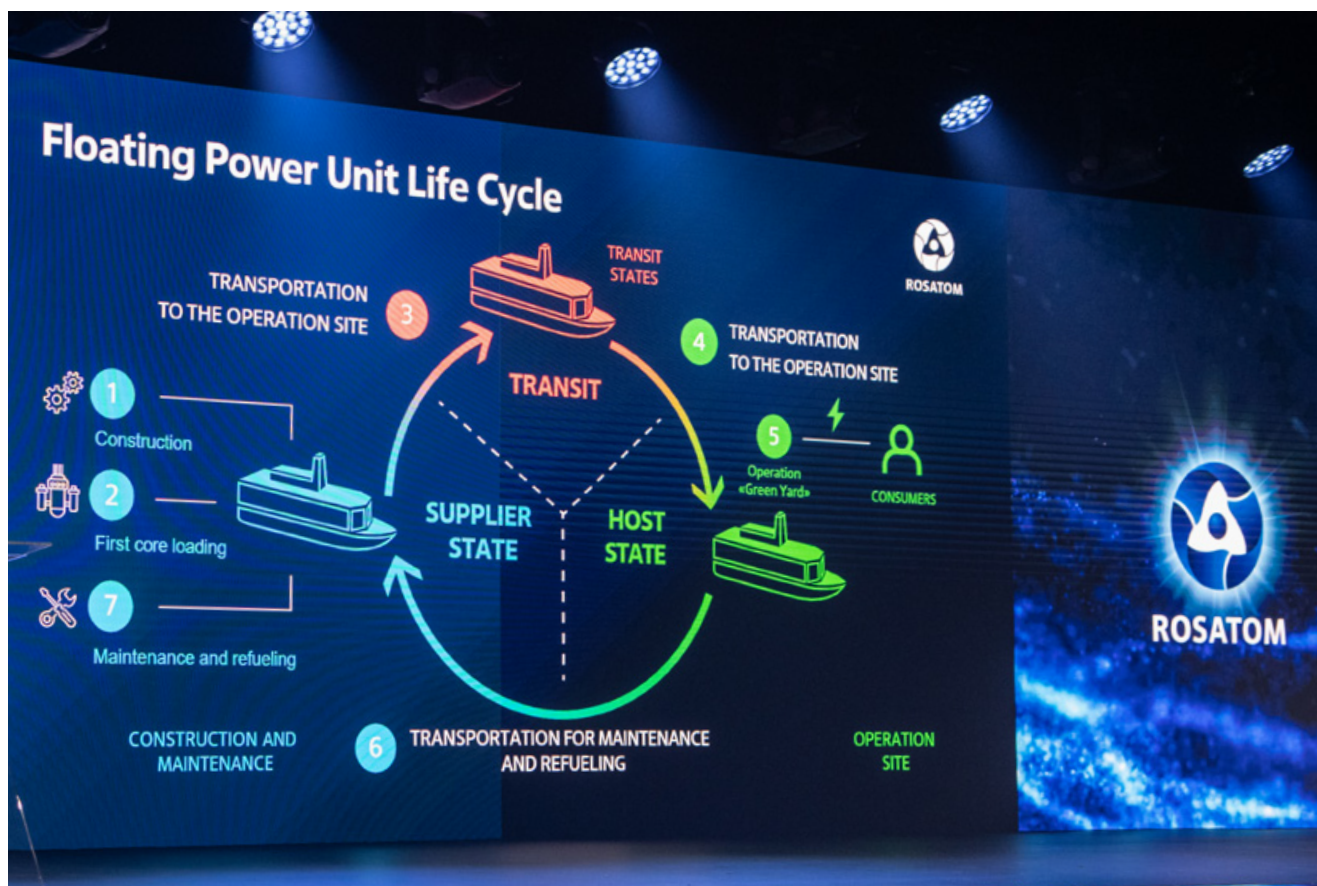 Floating Power Unit Life Cycle
TRANSIT
STATES
ROSATOM
TRANSPORTATION
TO THE OPERATION SITE
3
4
TRANSPORTATION
TO THE OPERATION SITE
TRANSIT
1
Construction
5
Operation
«Green Yard»
CONSUMERS
2
First core loading
SUPPLIER
STATE
HOST
STATE
7
Maintenance and refueling
CONSTRUCTION AND
MAINTENANCE
6
TRANSPORTATION FOR MAINTENANCE
AND REFUELING
OPERATION
SITE
ROSATOM